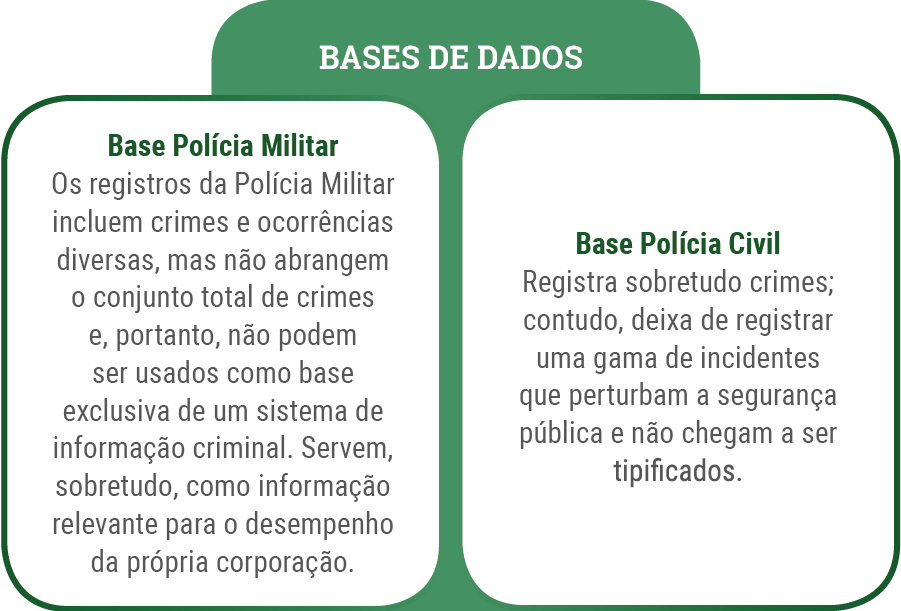 BASES DE DADOS
Base Polícia Militar
Os registros da Polícia Militar
incluem crimes e ocorrências
diversas, mas não abrangem
o conjunto total de crimes
e, portanto, não podem
ser usados como base
exclusiva de um sistema de
informação criminal. Servem,
sobretudo, como informação
relevante para o desempenho
da própria corporação.
Base Polícia Civil
Registra sobretudo crimes;
contudo, deixa de registrar
uma gama de incidentes
que perturbam a segurança
pública e não chegam a ser
tipificados.